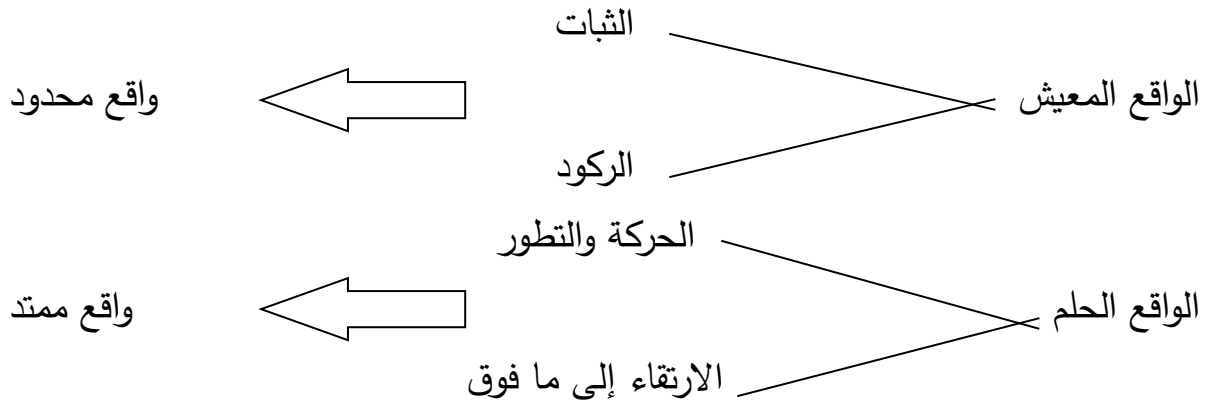 الثبات
الواقع المعيش
واقع محدود
الركود
الحركة والتطور
الواقع الحلم
واقع ممتد
الارتقاء إلى ما فوق